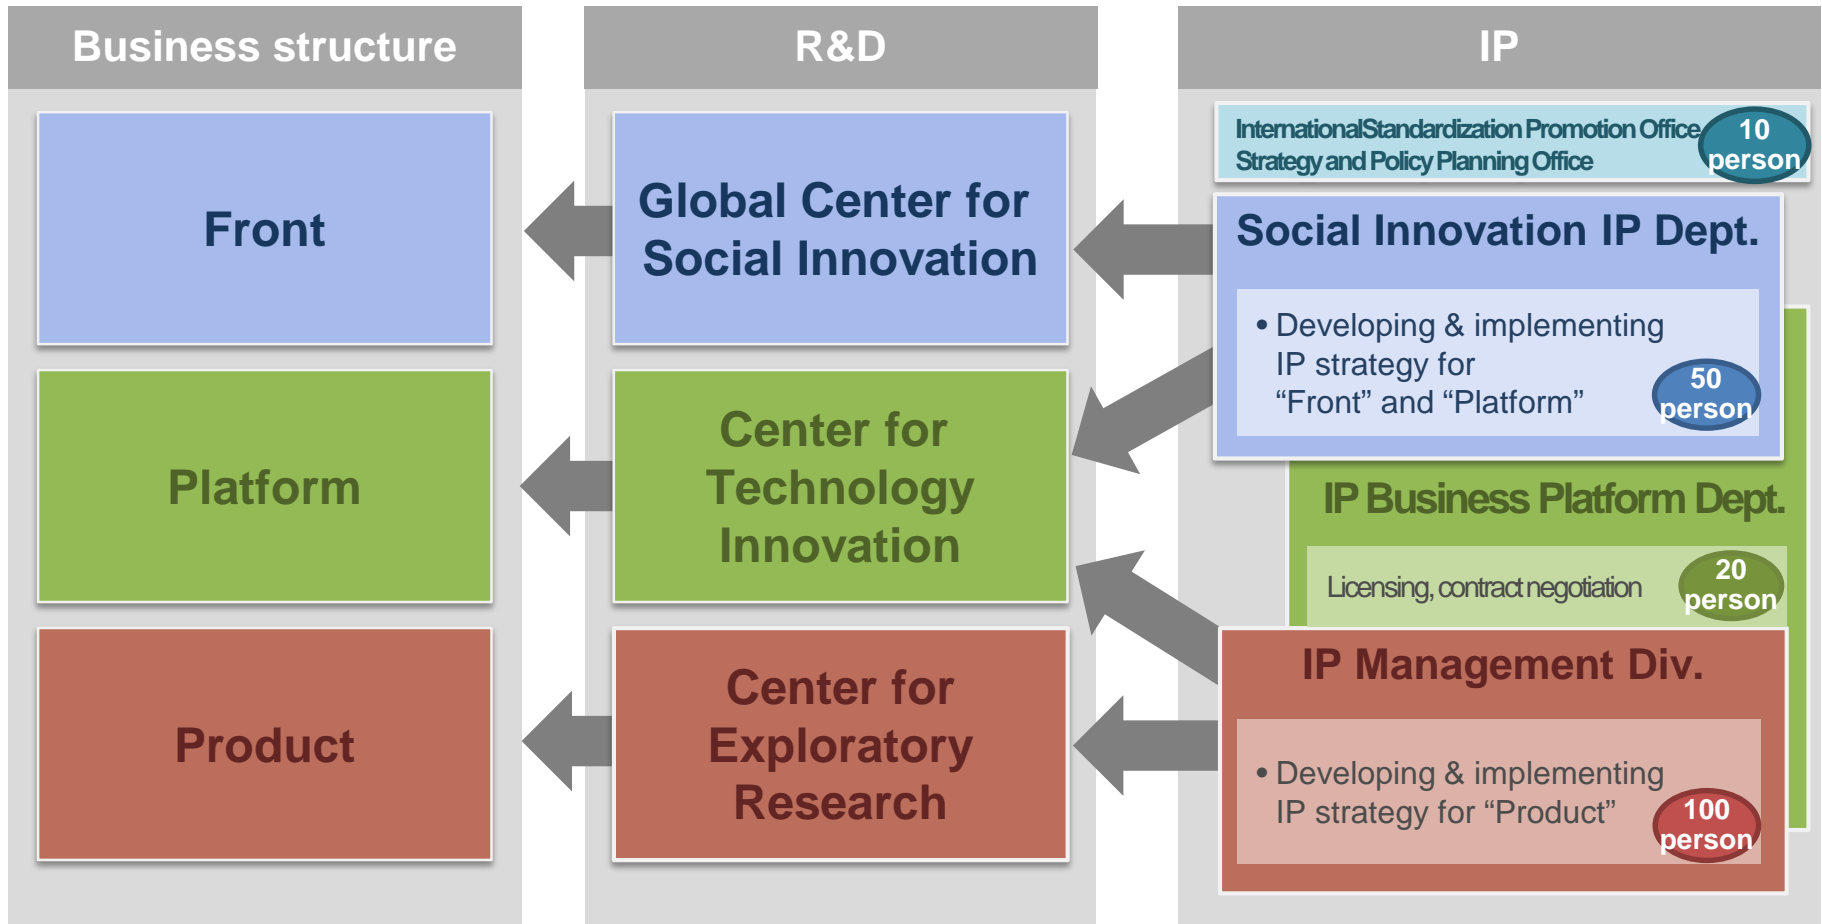 Business structure
R&D
IP
Front
Platform
Product
Global Center for
Social Innovation
Center for
Technology
Innovation
Center for
Exploratory
Research
InternationalStandardization Promotion Office
Strategy and Policy Planning Office
10
person
Social Innovation IP Dept.
• Developing & implementing
IP strategy for
“Front” and “Platform”
50
person
IP Business Platform Dept.
Licensing, contract negotiation
20
person
IP Management Div.
• Developing & implementing
IP strategy for “Product”
100
person